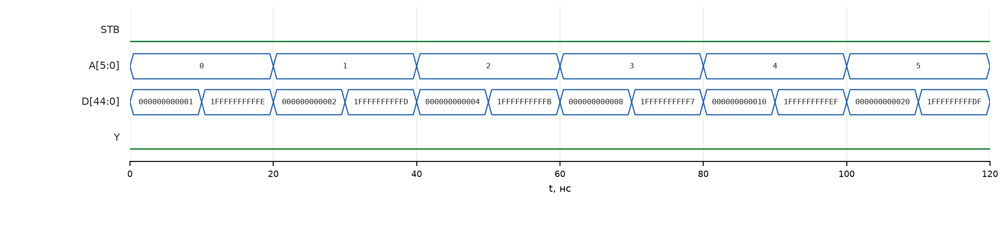 STB
A[5:0] 0 1 2 3 4 5
D[44:0] 000000000001 1FFFFFFFFFFE 000000000002 1FFFFFFFFFFD 000000000004 1FFFFFFFFFFB 000000000008 1FFFFFFFFFF7 000000000010 1FFFFFFFFFEF 000000000020 1FFFFFFFFFDF
Y
0 20 40 60 80 100 120
t, нс